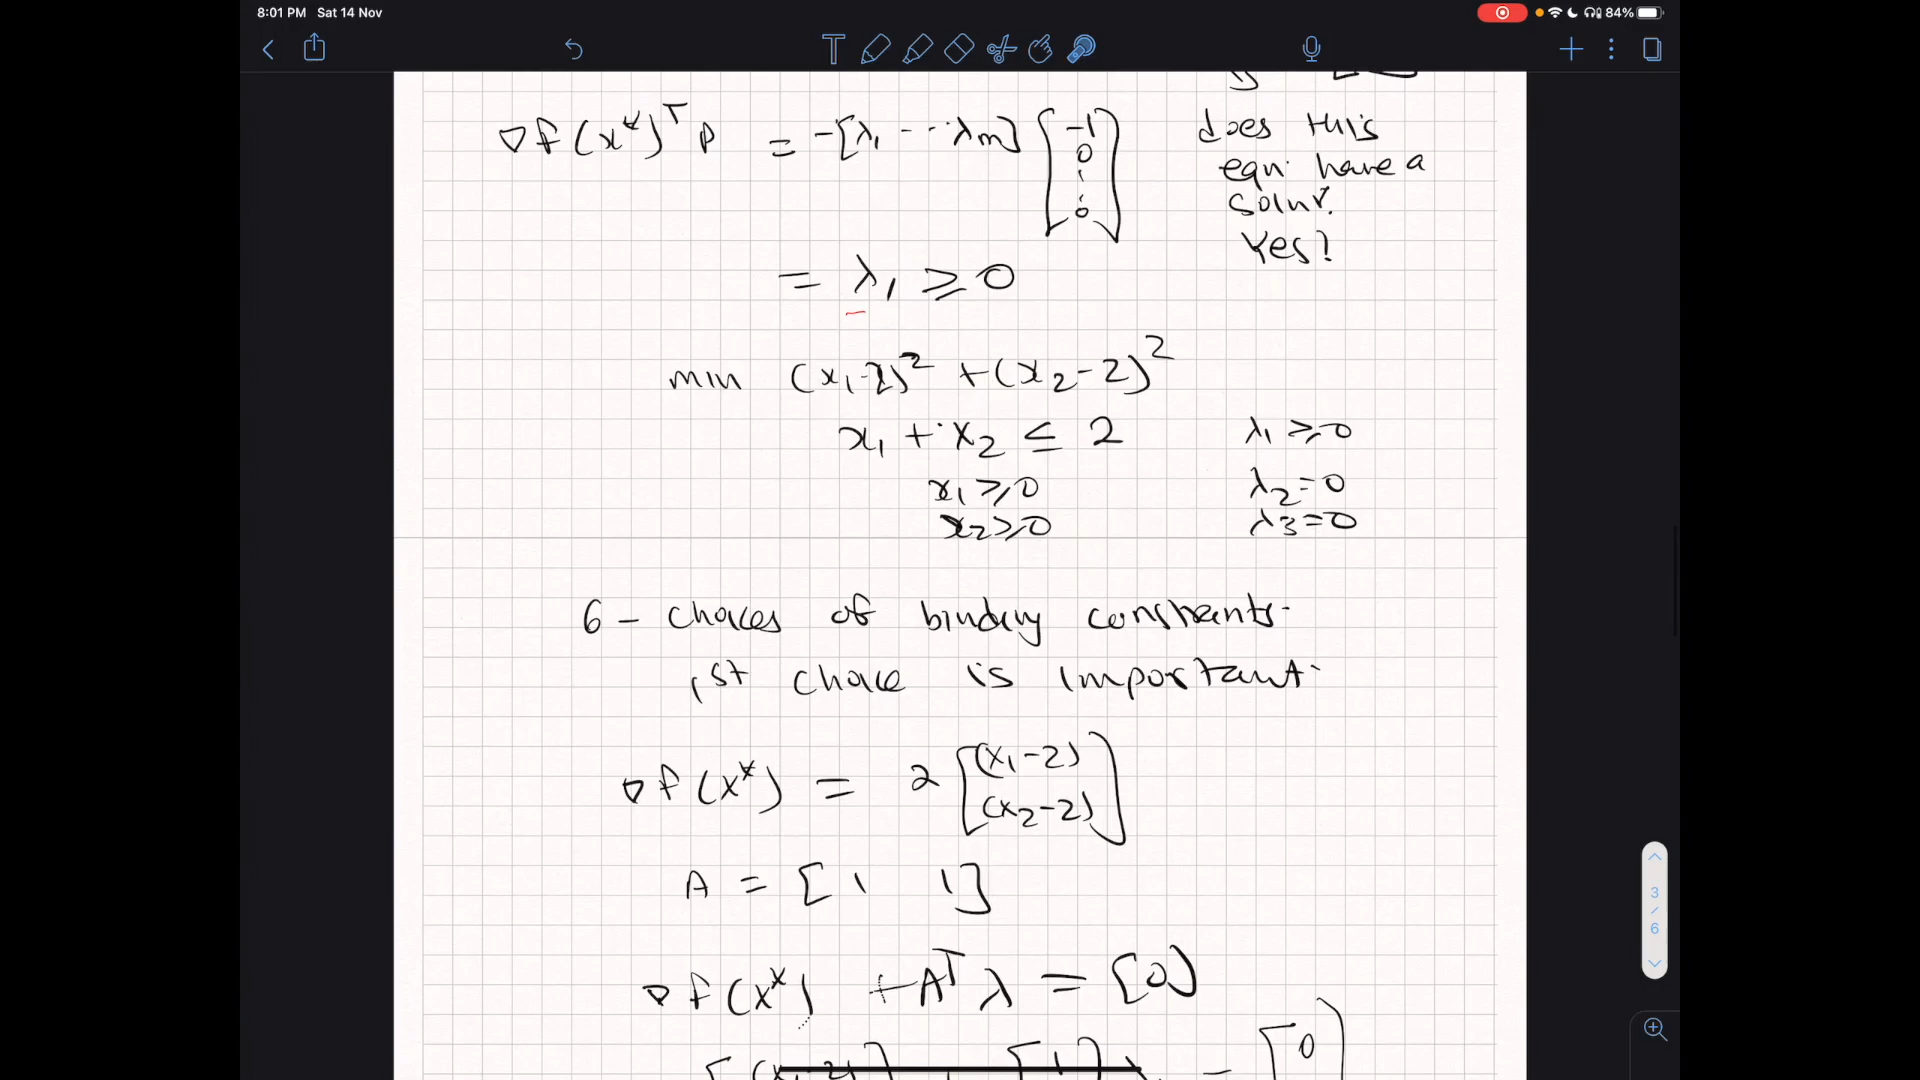 8:01 PM Sat 14 Nov
84%
∇f(x*)ᵀ p = -[λ₁ --- λm] [-1 0 ⋮ 0]
does this
eqn. have a
soln?
Yes?
= λ₁ ≥ 0
min (x₁-2)² + (x₂-2)²
x₁ + x₂ ≤ 2
λ₁ ≥ 0
x₁ ≥ 0
λ₂ = 0
x₂ ≥ 0
λ3 = 0
6 - choices of binding constraints.
1st choice is important.
∇f(x*) = 2 [(x₁-2) (x₂-2)]
A = [1 1]
∇f(x*) + Aᵀ λ = [0]
3
/
6